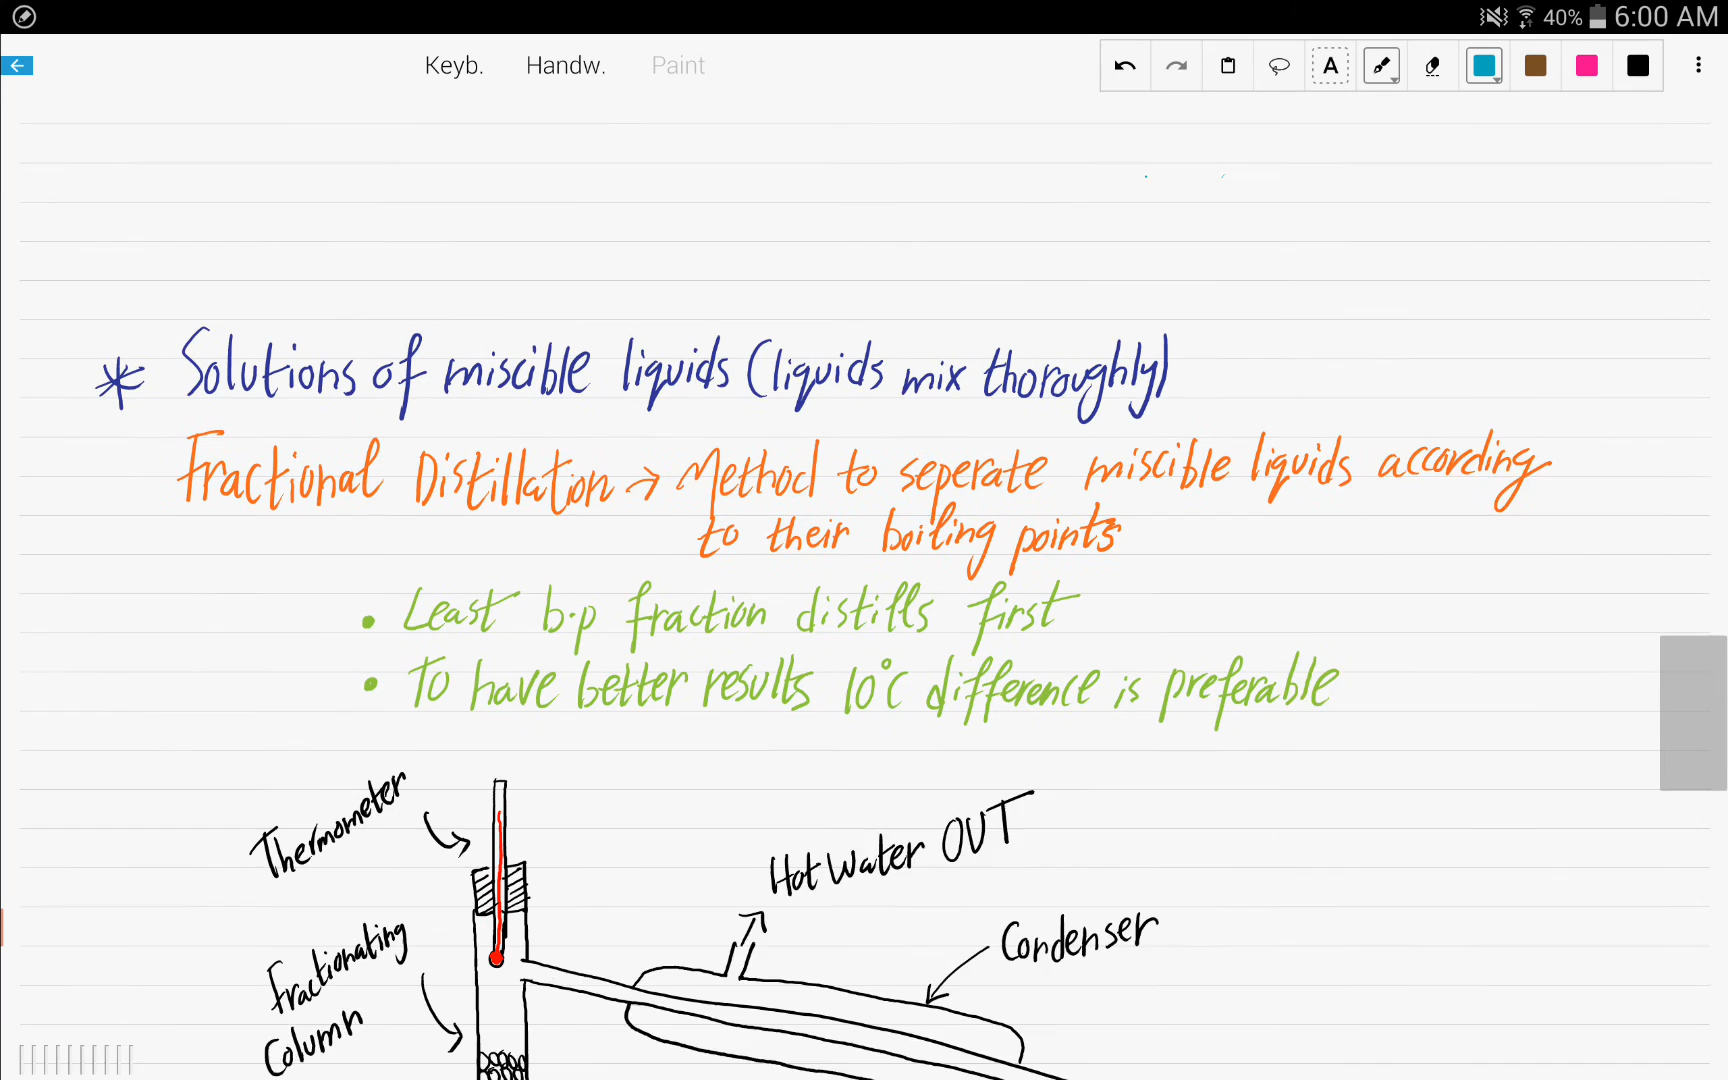 40% 6:00 AM
Keyb. Handw. Paint A
* Solutions of miscible liquids (liquids mix thoroughly)
Fractional Distillation → Method to seperate miscible liquids according
to their boiling points
• Least b.p fraction distills first
• To have better results 10°C difference is preferable
Thermometer
Hot Water OUT
Condenser
Fractionating
Column